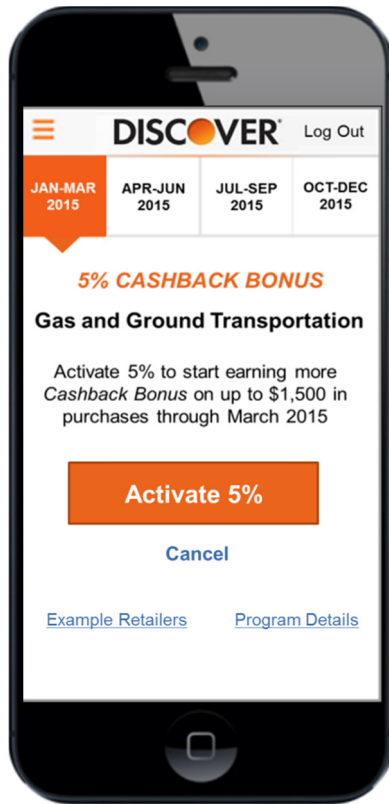 DISCOVER® Log Out
JAN-MAR 2015
APR-JUN 2015
JUL-SEP 2015
OCT-DEC 2015
5% CASHBACK BONUS
Gas and Ground Transportation
Activate 5% to start earning more
Cashback Bonus on up to $1,500 in
purchases through March 2015
Activate 5%
Cancel
Example Retailers Program Details